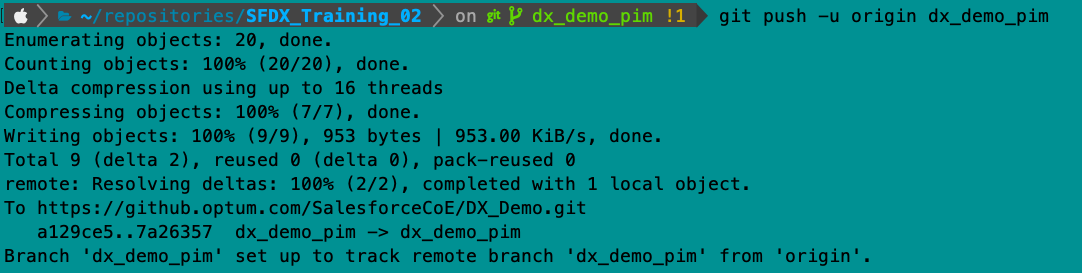 ~/repositories/SFDX_Training_02 on git dx_demo_pim !1 git push -u origin dx_demo_pim
Enumerating objects: 20, done.
Counting objects: 100% (20/20), done.
Delta compression using up to 16 threads
Compressing objects: 100% (7/7), done.
Writing objects: 100% (9/9), 953 bytes | 953.00 KiB/s, done.
Total 9 (delta 2), reused 0 (delta 0), pack-reused 0
remote: Resolving deltas: 100% (2/2), completed with 1 local object.
To https://github.optum.com/SalesforceCoE/DX_Demo.git
   a129ce5..7a26357  dx_demo_pim -> dx_demo_pim
Branch 'dx_demo_pim' set up to track remote branch 'dx_demo_pim' from 'origin'.